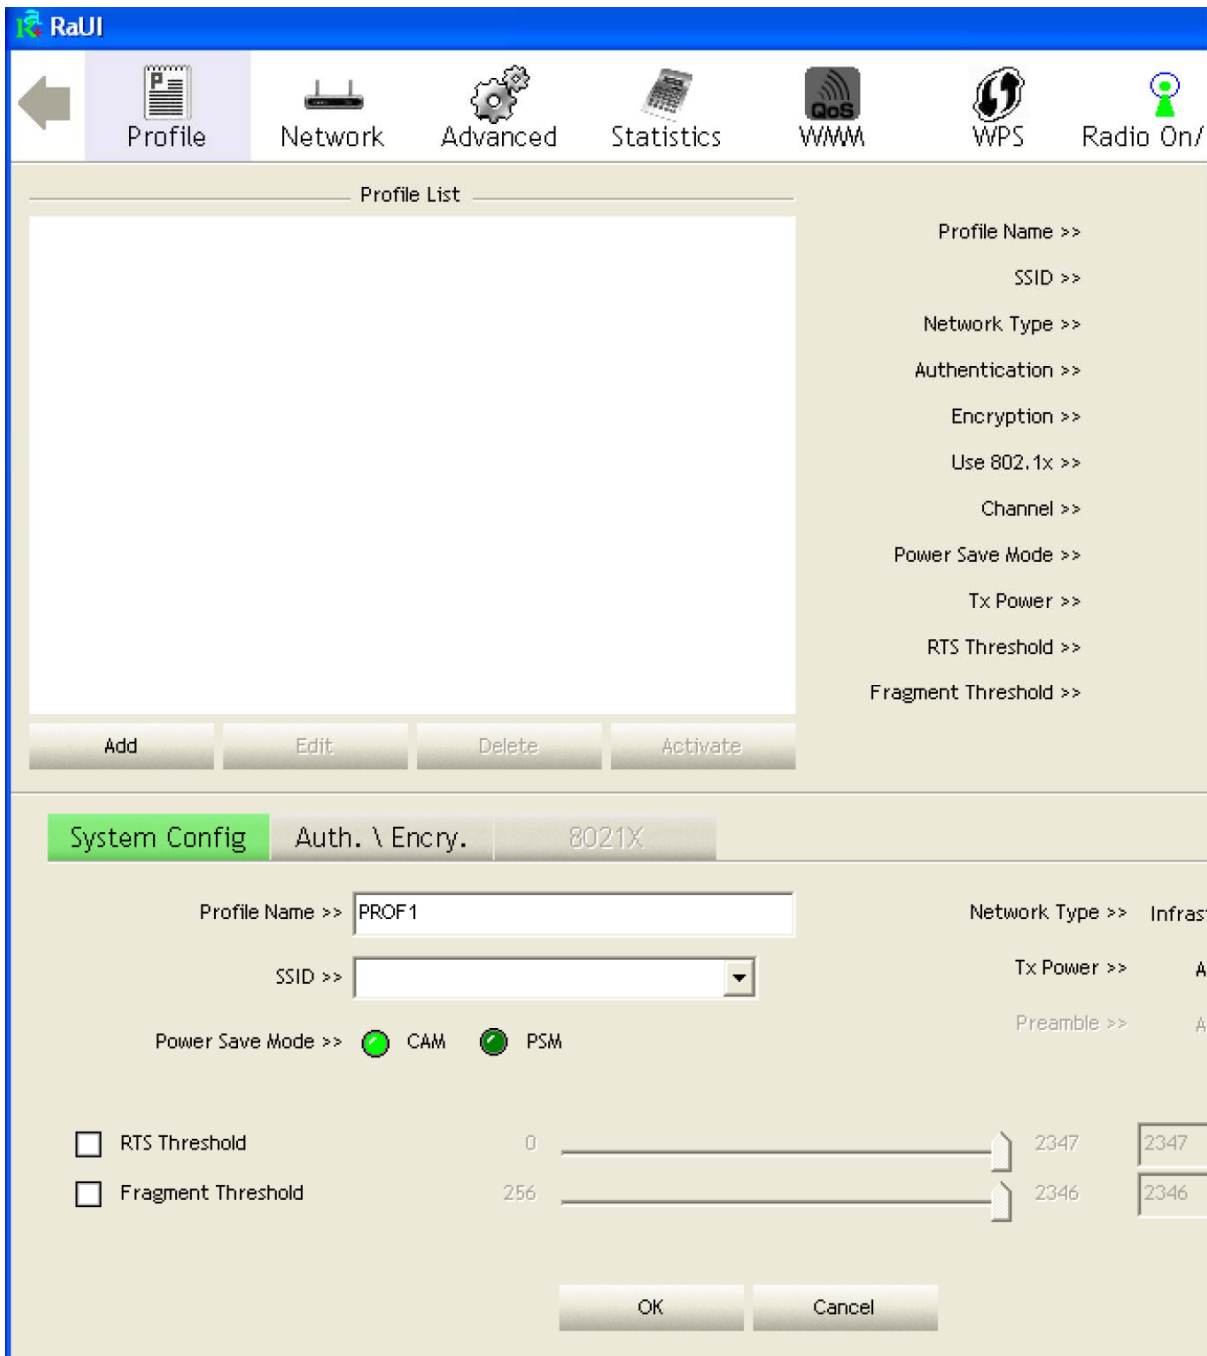 RaUI
Profile Network Advanced Statistics QoS WMM WPS Radio On/
Profile List
Profile Name >>
SSID >>
Network Type >>
Authentication >>
Encryption >>
Use 802.1x >>
Channel >>
Power Save Mode >>
Tx Power >>
RTS Threshold >>
Fragment Threshold >>
Add Edit Delete Activate
System Config Auth. \ Encry. 8021X
Profile Name >> PROF1 Network Type >> Infrast
SSID >> Tx Power >> A
Power Save Mode >> CAM PSM Preamble >> A
RTS Threshold 0 2347 2347
Fragment Threshold 256 2346 2346
OK Cancel